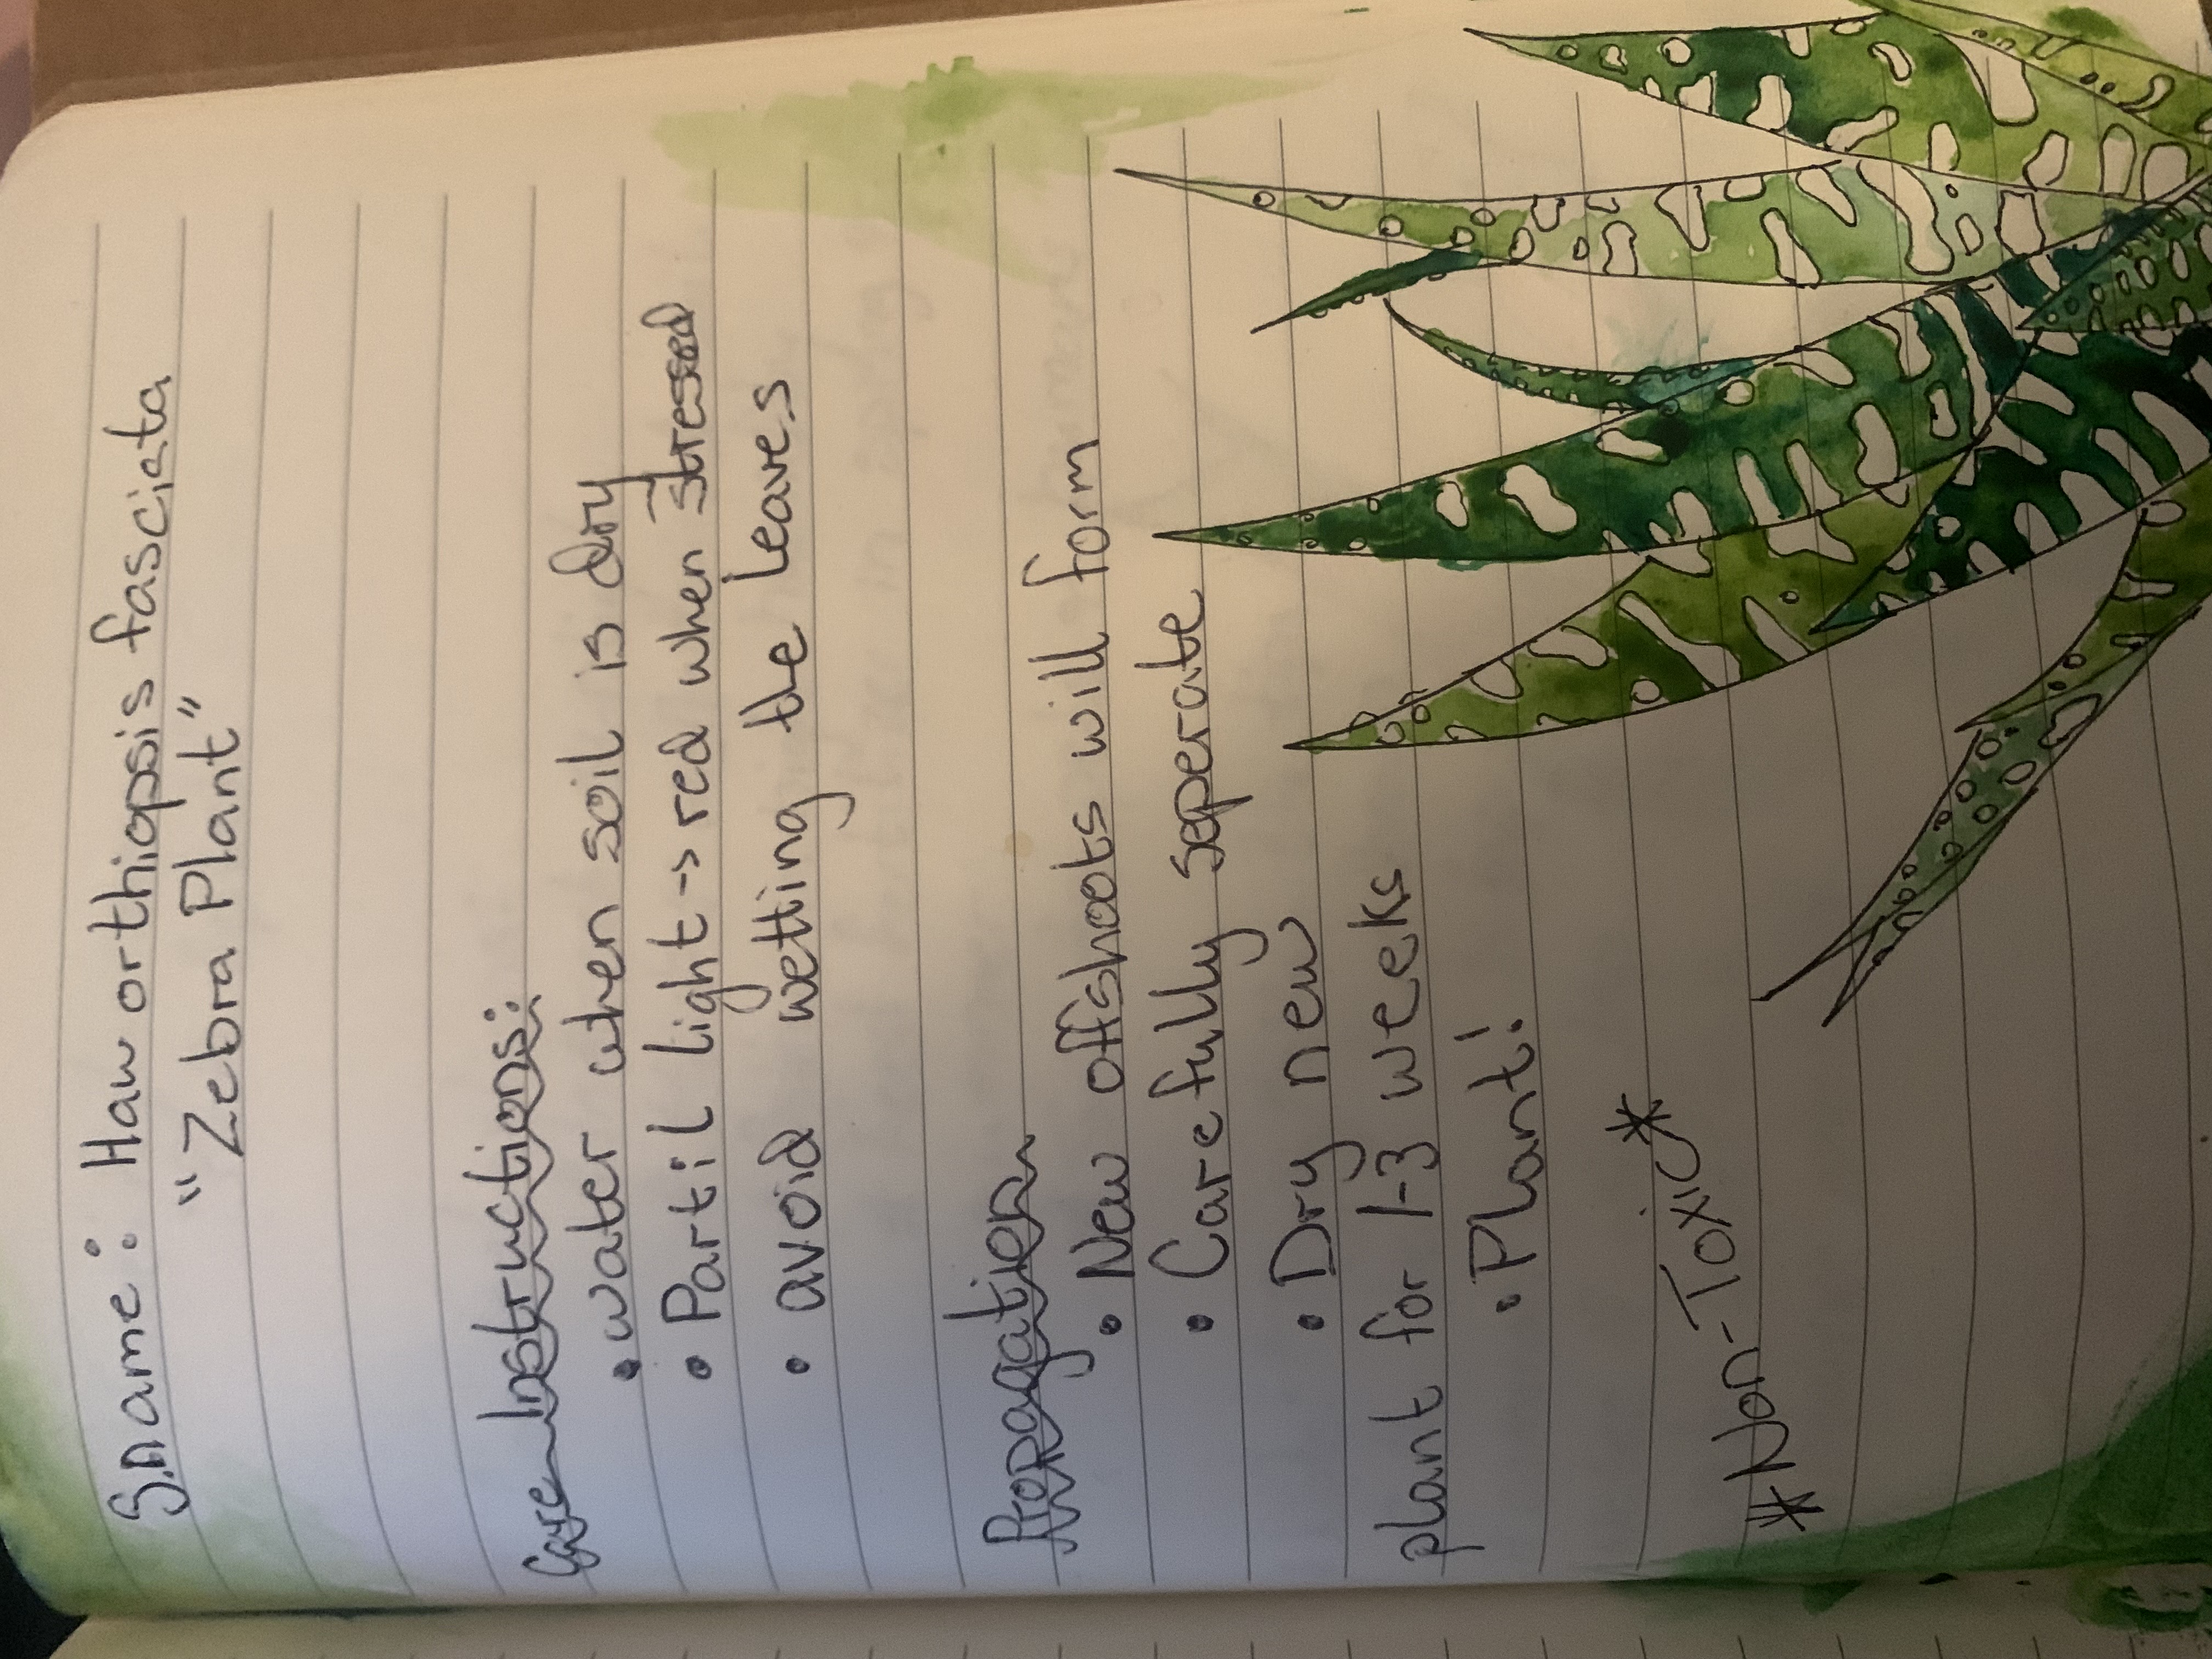 S.name: Haworthiopsis fasciata
"Zebra Plant"
Care Instructions:
• water when soil is dry
• Partil light -> red when stressed
• avoid wetting the leaves
Propagation
• New offshoots will form
• Carefully seperate
• Dry new
plant for 1-3 weeks
• Plant!
*Non-Toxic*